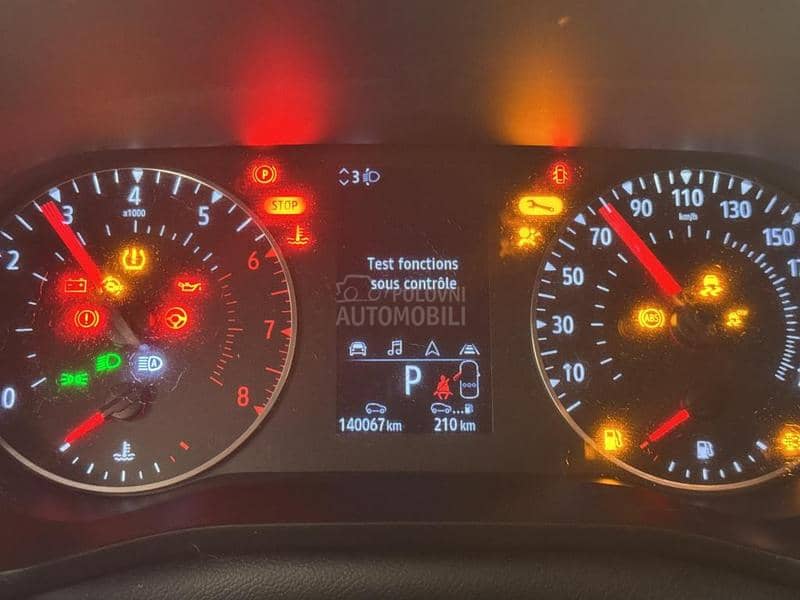 3
STOP
Test fonctions
sous contrôle
POLOVNI
AUTOMOBILI
P
140067 km
210 km
0
2
3
4
5
6
7
8
x1000
10
30
50
70
90
110
130
150
km/h
P
ABS
A